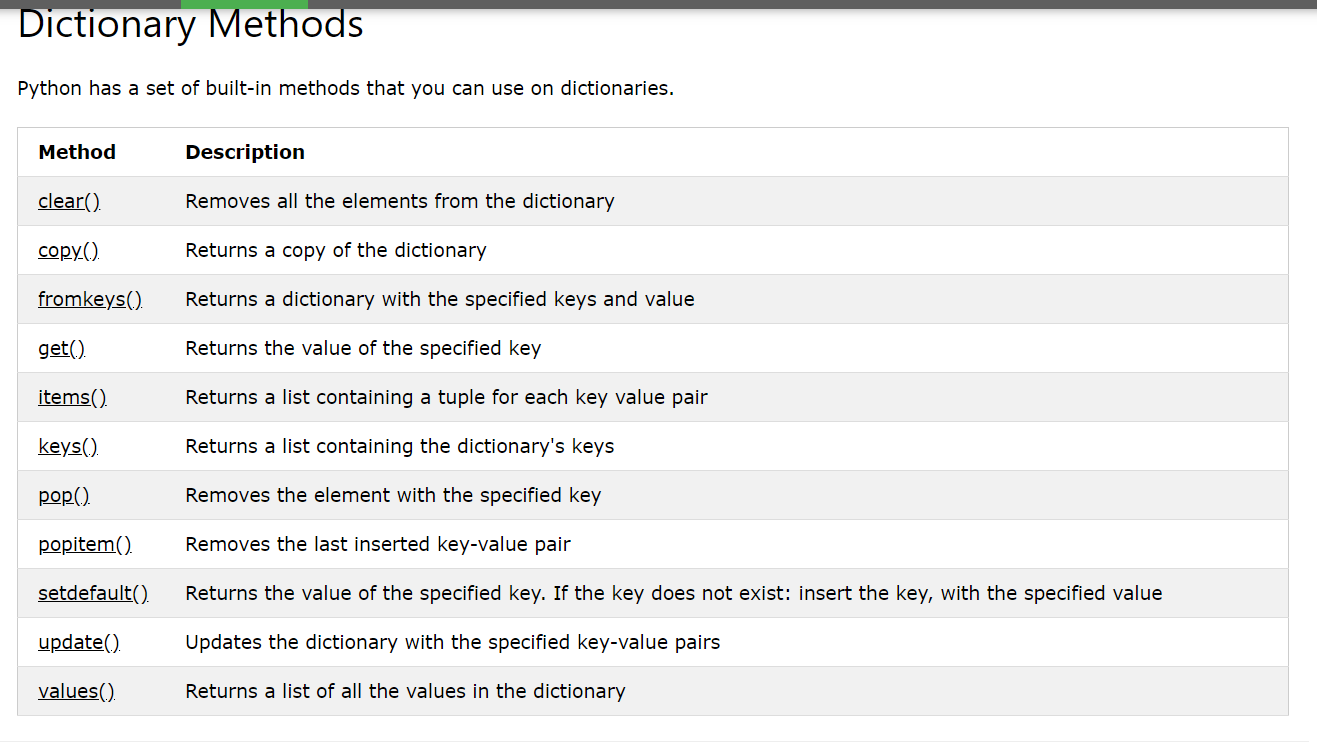 Dictionary Methods
Python has a set of built-in methods that you can use on dictionaries.
Method Description
clear() Removes all the elements from the dictionary
copy() Returns a copy of the dictionary
fromkeys() Returns a dictionary with the specified keys and value
get() Returns the value of the specified key
items() Returns a list containing a tuple for each key value pair
keys() Returns a list containing the dictionary's keys
pop() Removes the element with the specified key
popitem() Removes the last inserted key-value pair
setdefault() Returns the value of the specified key. If the key does not exist: insert the key, with the specified value
update() Updates the dictionary with the specified key-value pairs
values() Returns a list of all the values in the dictionary